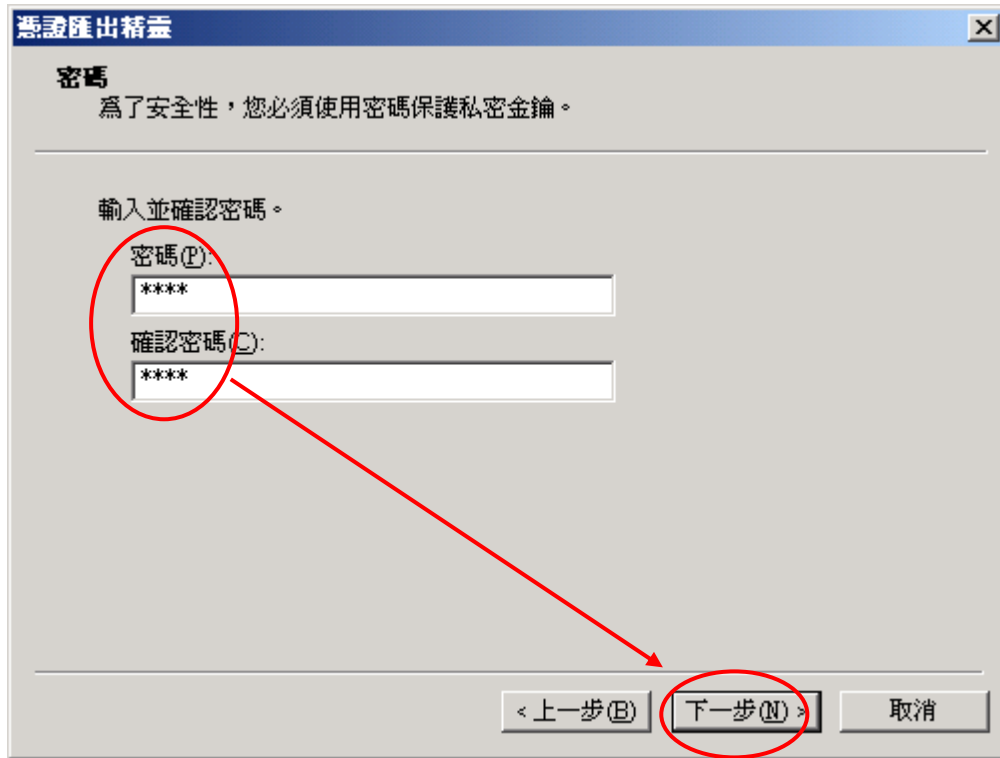 憑證匯出精靈
密碼
為了安全性，您必須使用密碼保護私密金鑰。
輸入並確認密碼。
密碼(P):
****
確認密碼(C):
****
<上一步(B) 下一步(N)> 取消